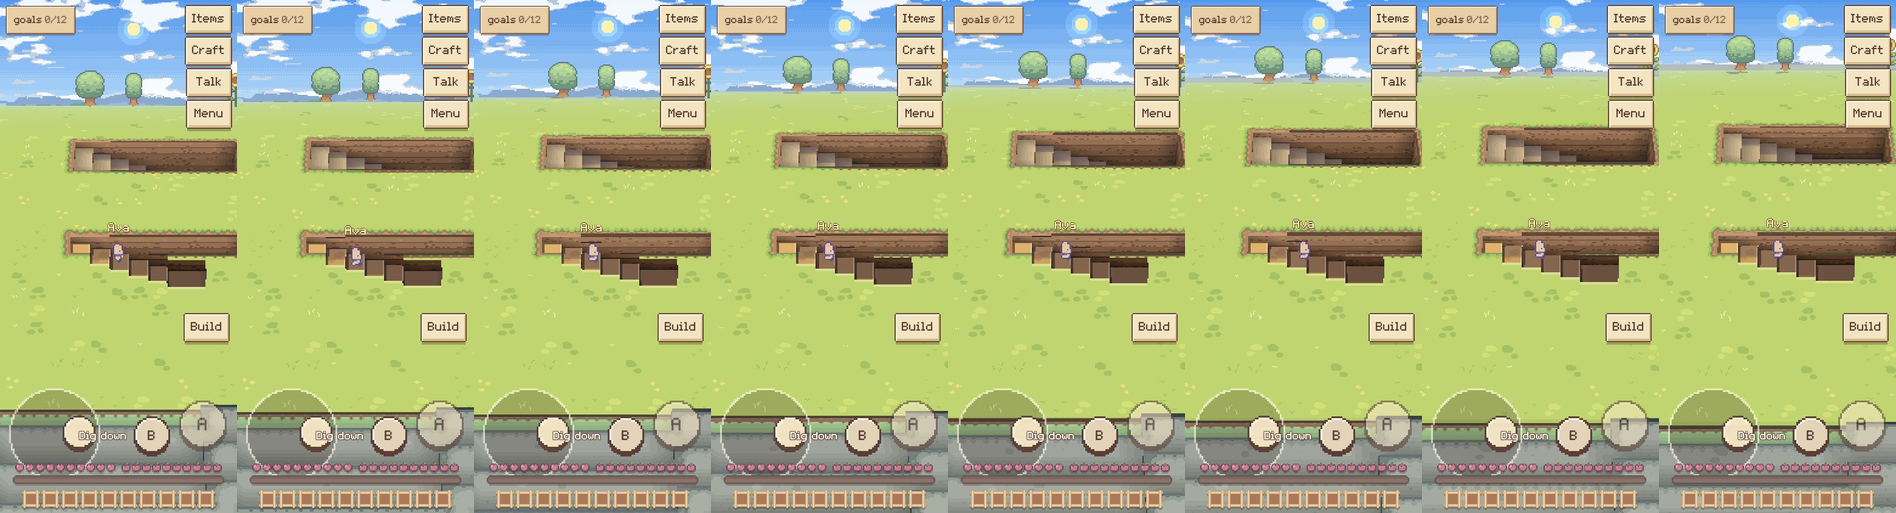 goals 0/12
Items
Craft
Talk
Menu
Ava
Build
Dig down
B
A
goals 0/12
Items
Craft
Talk
Menu
Ava
Build
Dig down
B
A
goals 0/12
Items
Craft
Talk
Menu
Ava
Build
Dig down
B
A
goals 0/12
Items
Craft
Talk
Menu
Ava
Build
Dig down
B
A
goals 0/12
Items
Craft
Talk
Menu
Ava
Build
Dig down
B
A
goals 0/12
Items
Craft
Talk
Menu
Ava
Build
Dig down
B
A
goals 0/12
Items
Craft
Talk
Menu
Ava
Build
Dig down
B
A
goals 0/12
Items
Craft
Talk
Menu
Ava
Build
Dig down
B
A